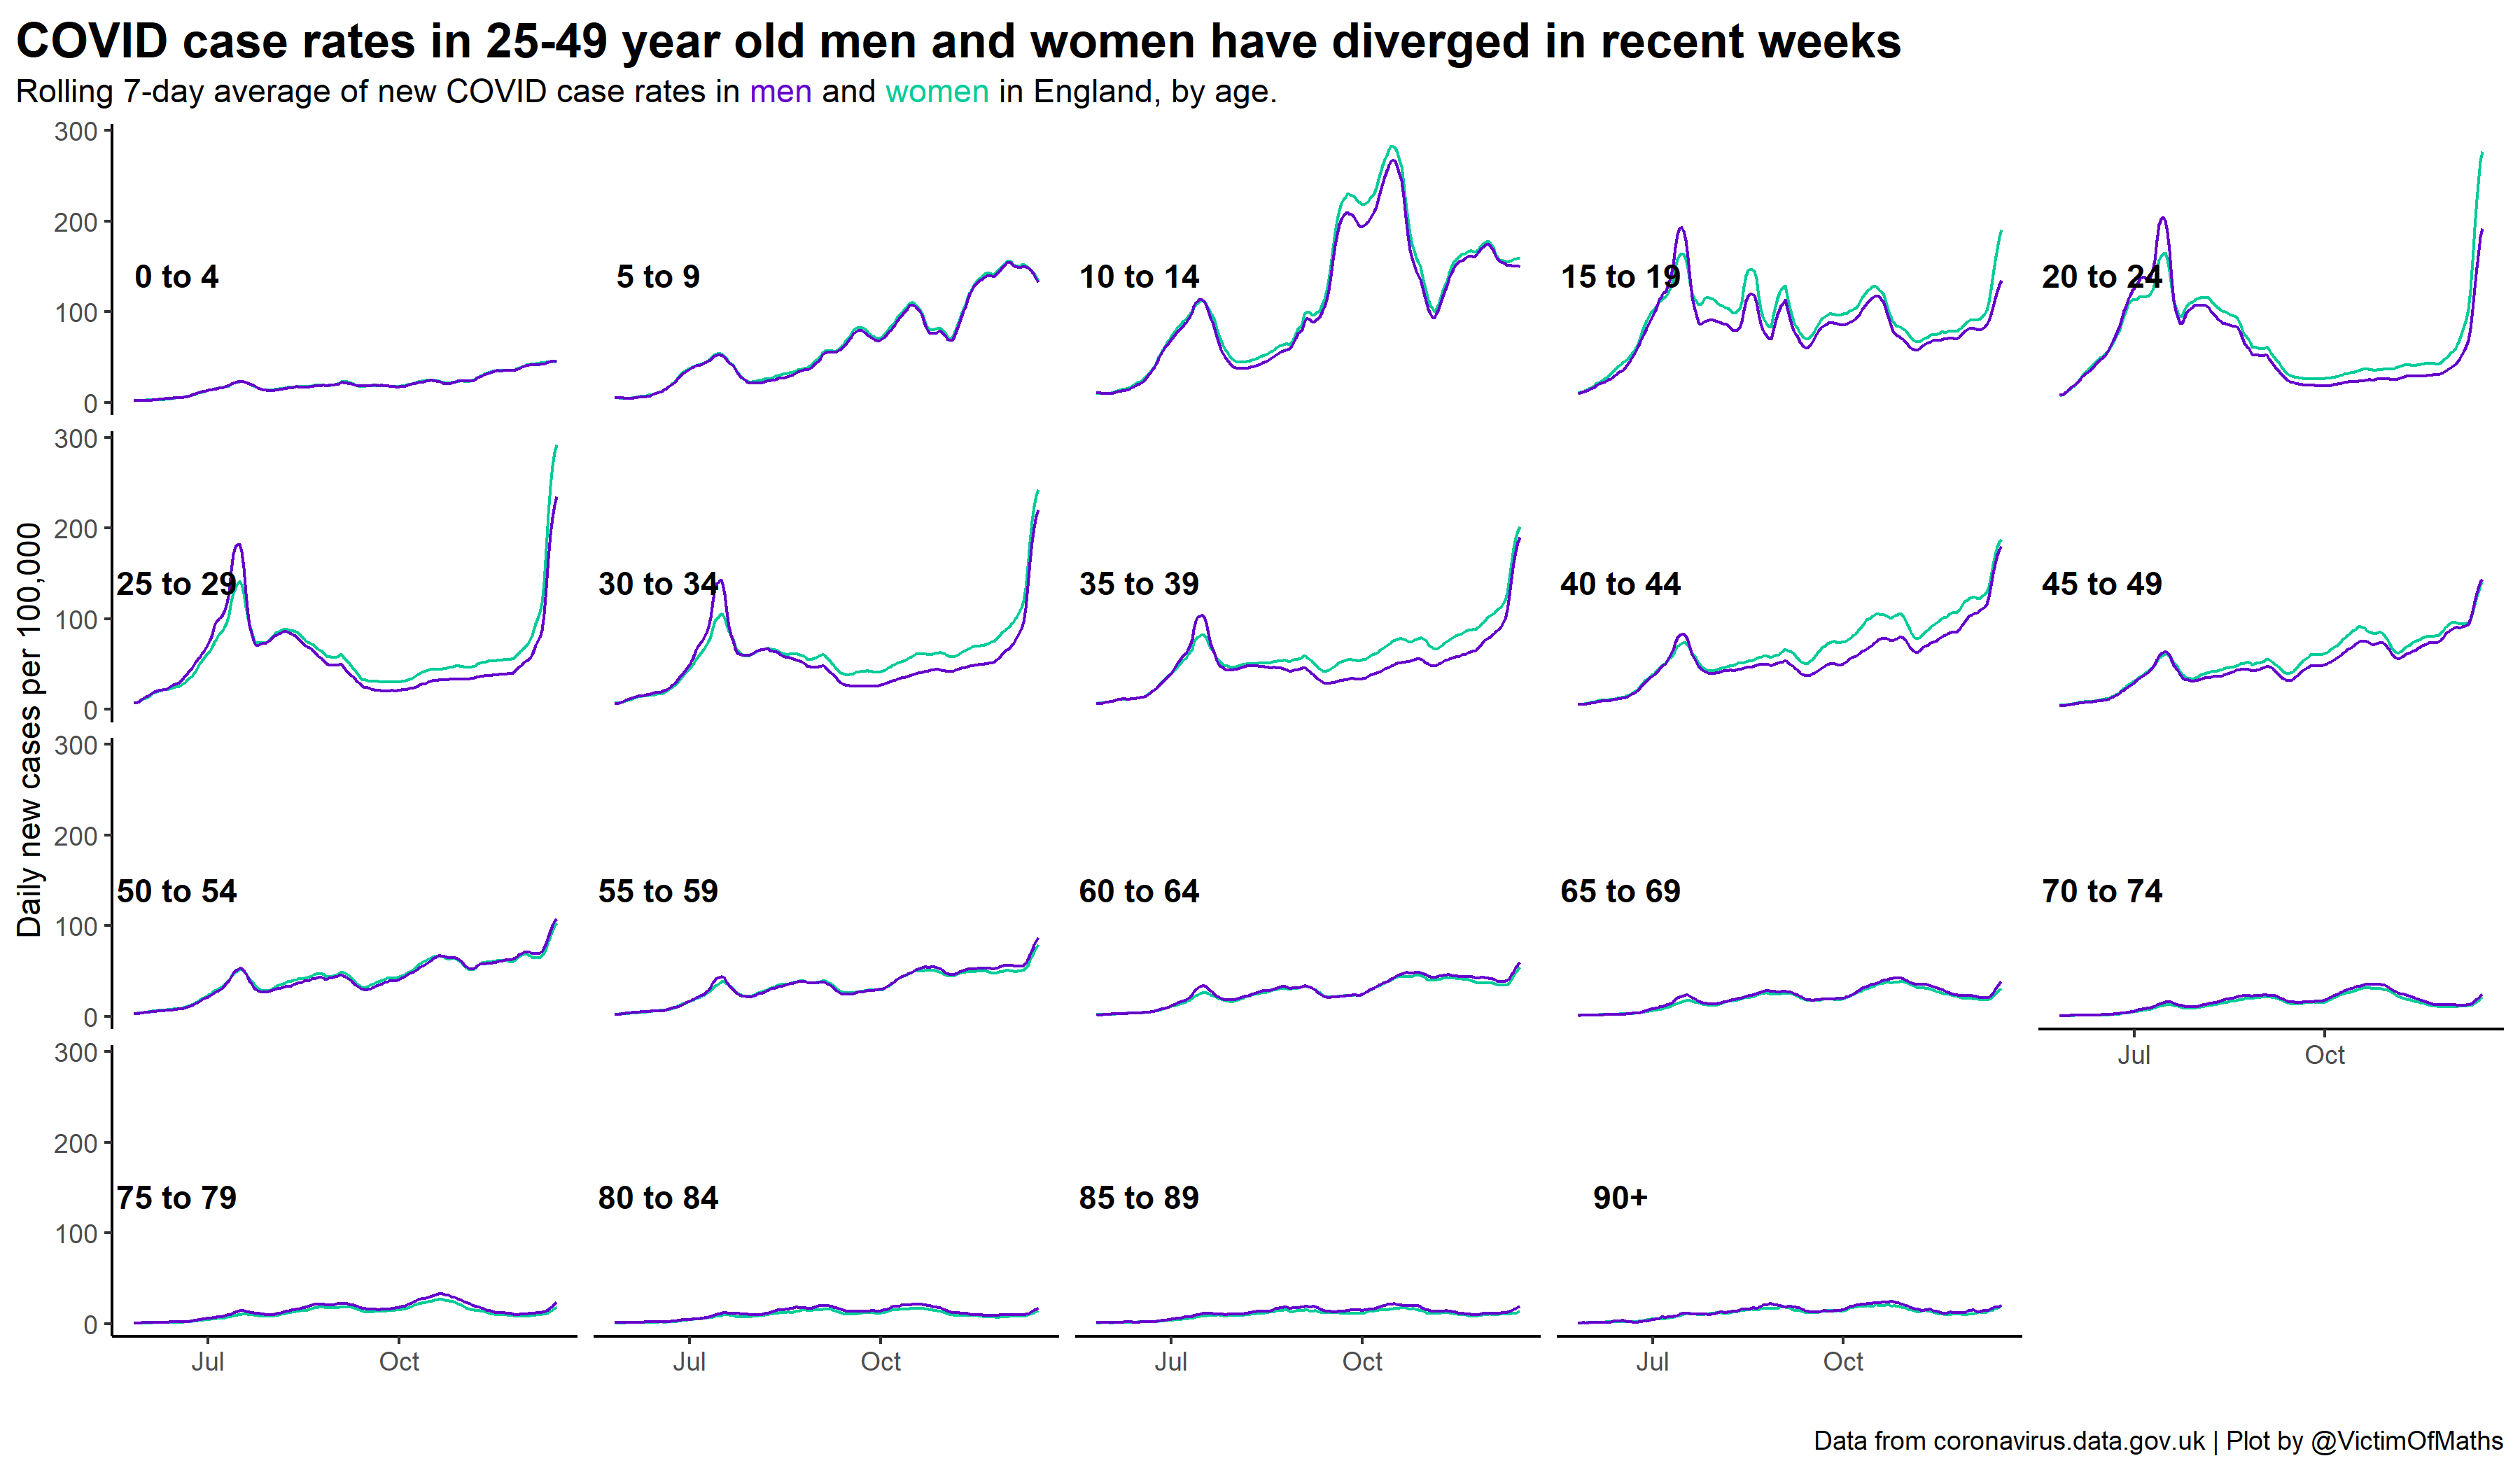 COVID case rates in 25-49 year old men and women have diverged in recent weeks
Rolling 7-day average of new COVID case rates in men and women in England, by age.
Daily new cases per 100,000
300
200
100
0
0 to 4
5 to 9
10 to 14
15 to 19
20 to 24
300
200
100
0
25 to 29
30 to 34
35 to 39
40 to 44
45 to 49
300
200
100
0
50 to 54
55 to 59
60 to 64
65 to 69
70 to 74
Jul
Oct
300
200
100
0
75 to 79
80 to 84
85 to 89
90+
Jul
Oct
Jul
Oct
Jul
Oct
Jul
Oct
Data from coronavirus.data.gov.uk | Plot by @VictimOfMaths